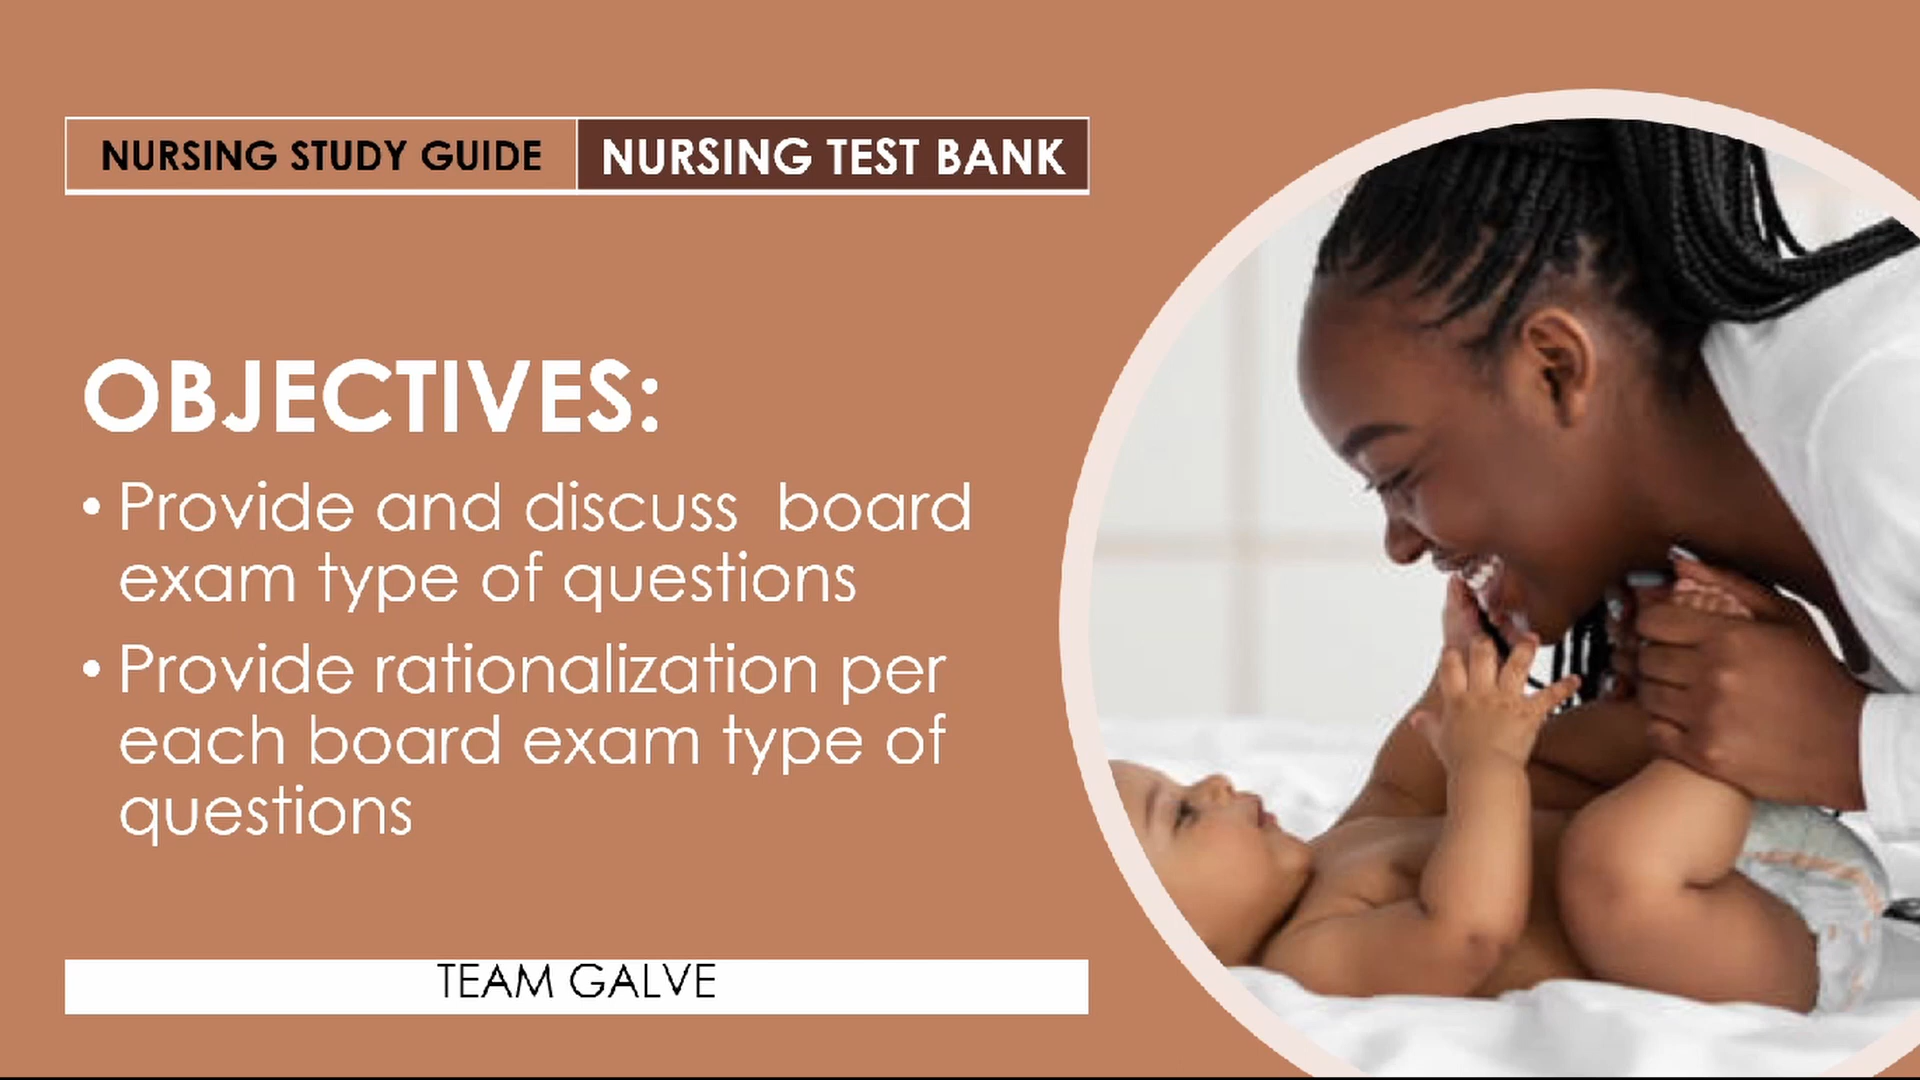 NURSING STUDY GUIDE NURSING TEST BANK
OBJECTIVES:
• Provide and discuss board
exam type of questions
• Provide rationalization per
each board exam type of
questions
TEAM GALVE